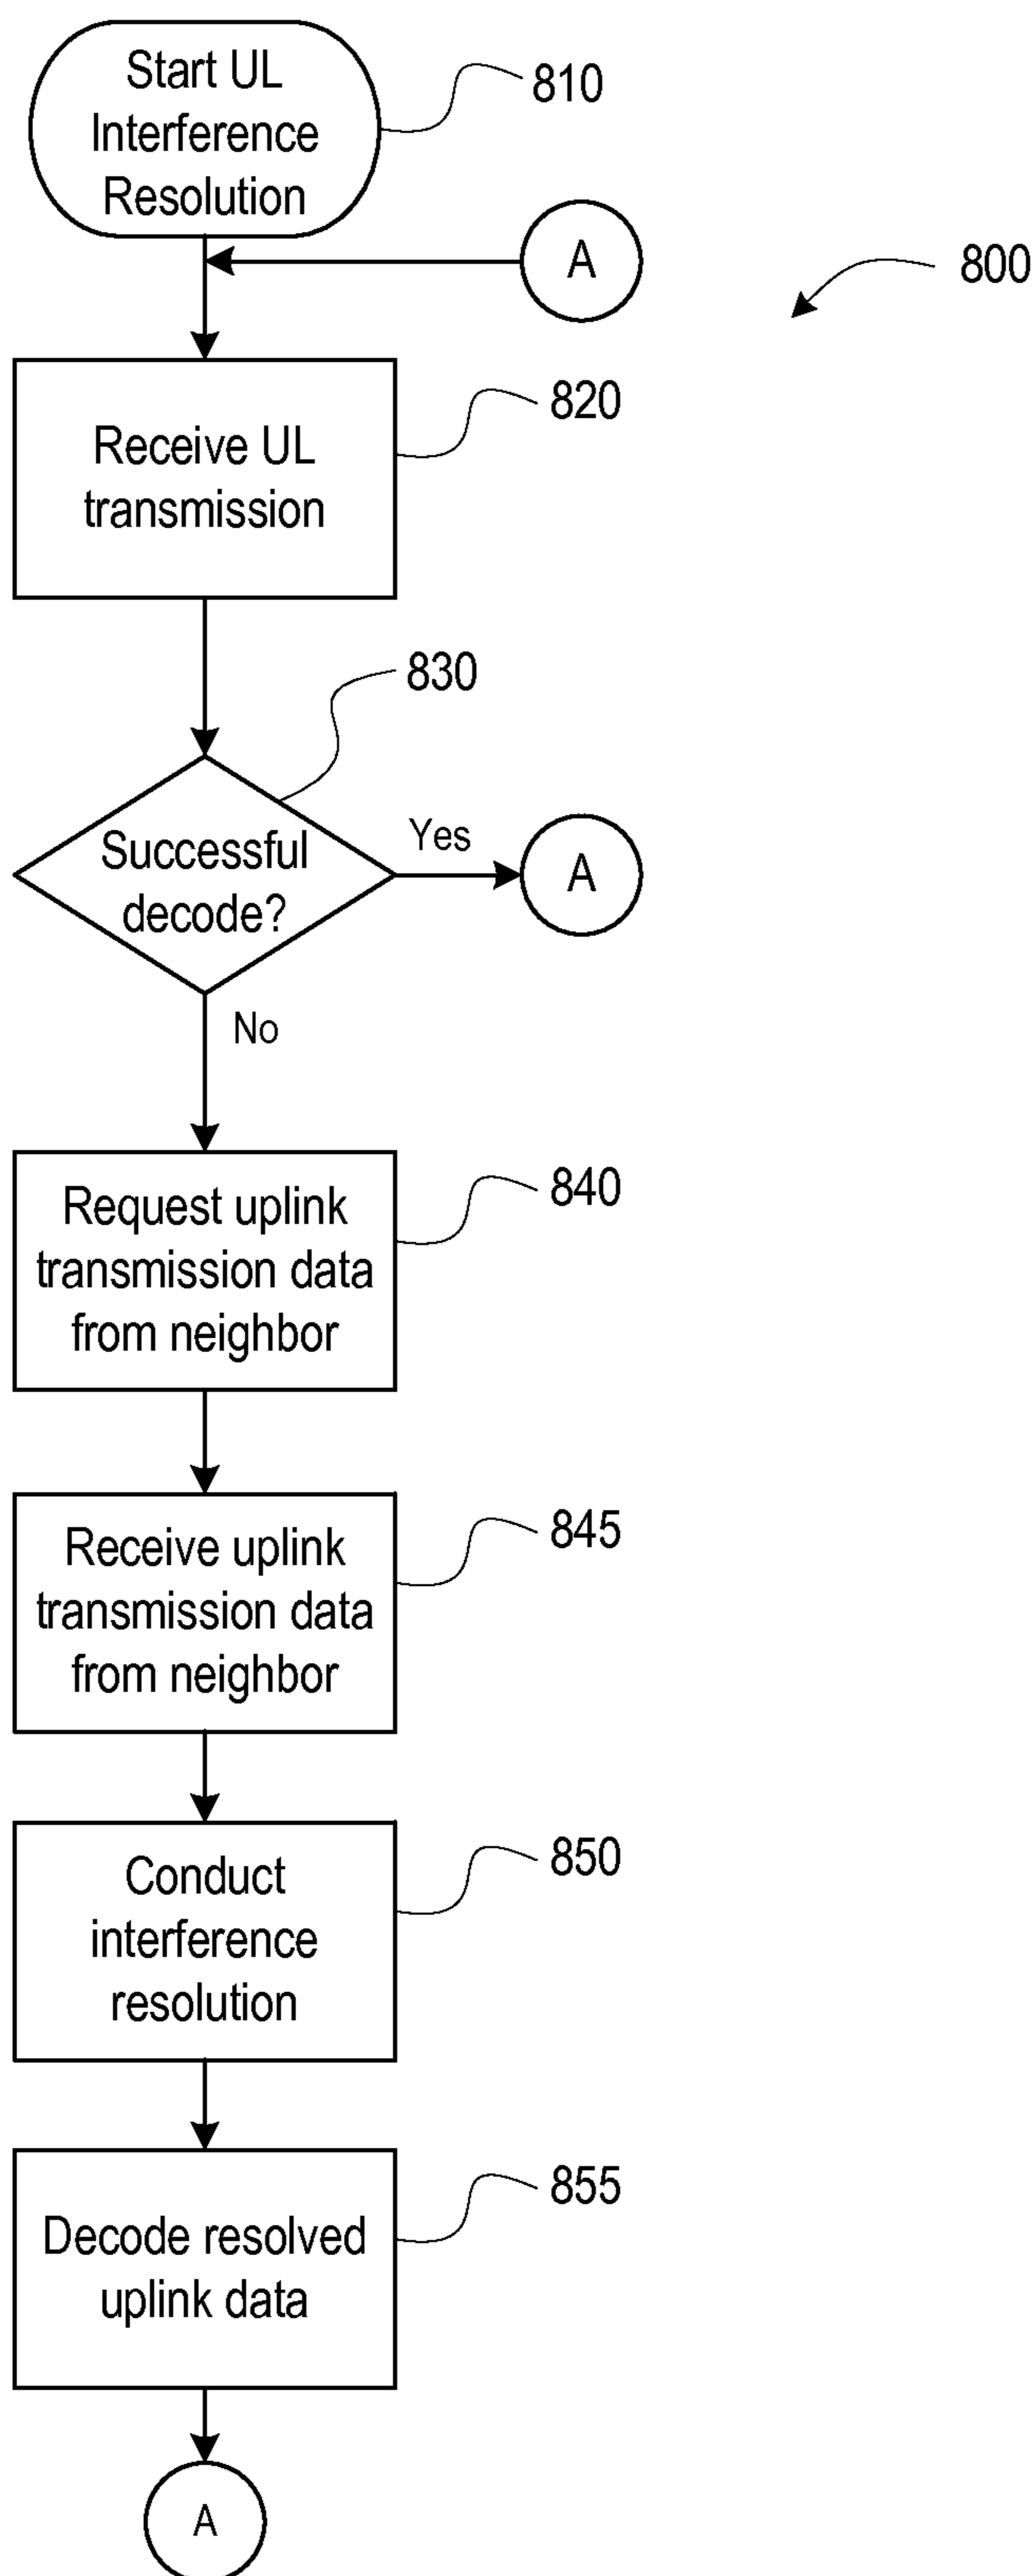 Start UL
Interference
Resolution
810
A
800
Receive UL
transmission
820
830
Successful
decode?
Yes
A
No
Request uplink
transmission data
from neighbor
840
Receive uplink
transmission data
from neighbor
845
Conduct
interference
resolution
850
Decode resolved
uplink data
855
A